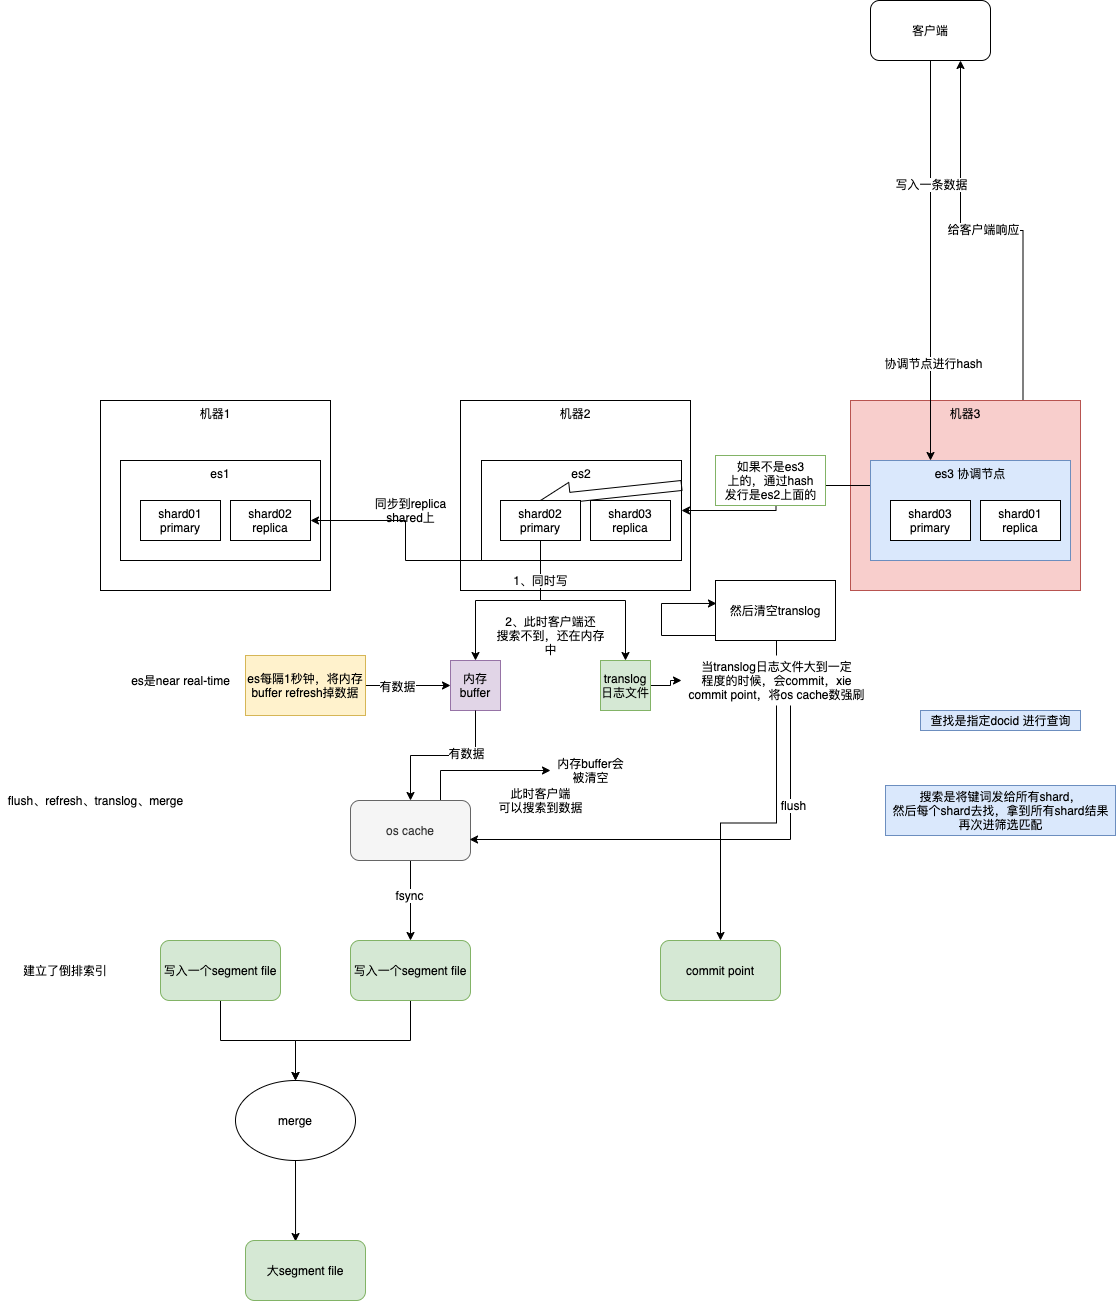 客户端
写入一条数据
给客户端响应
协调节点进行hash
机器1
机器2
机器3
es1
es2
es3 协调节点
如果不是es3
上的，通过hash
发行是es2上面的
shard01
primary
shard02
replica
同步到replica
shared上
shard02
primary
shard03
replica
shard03
primary
shard01
replica
1、同时写
然后清空translog
2、此时客户端还
搜索不到，还在内存
中
es是near real-time
es每隔1秒钟，将内存
buffer refresh掉数据
有数据
内存
buffer
translog
日志文件
当translog日志文件大到一定
程度的时候，会commit，xie
commit point，将os cache数强刷
查找是指定docid 进行查询
有数据
内存buffer会
被清空
flush、refresh、translog、merge
此时客户端
可以搜索到数据
flush
搜索是将键词发给所有shard，
然后每个shard去找，拿到所有shard结果
再次进筛选匹配
os cache
fsync
建立了倒排索引
写入一个segment file
写入一个segment file
commit point
merge
大segment file